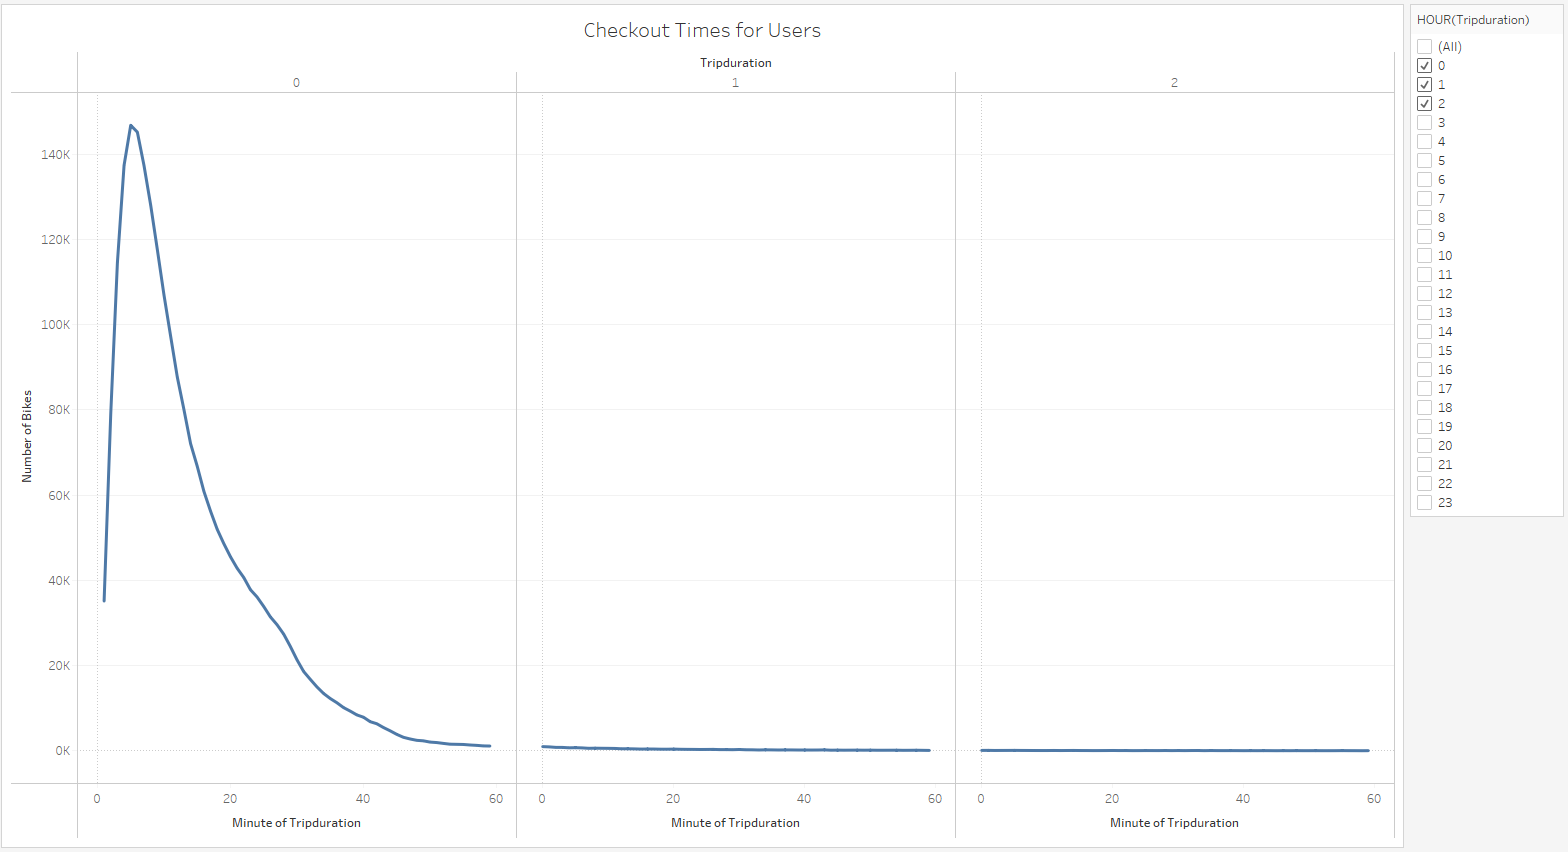 Checkout Times for Users
Tripduration
0 1 2
140K
120K
100K
80K
60K
40K
20K
0K
Number of Bikes
0 20 40 60 0 20 40 60 0 20 40 60
Minute of Tripduration Minute of Tripduration Minute of Tripduration
HOUR(Tripduration)
(All)
0
1
2
3
4
5
6
7
8
9
10
11
12
13
14
15
16
17
18
19
20
21
22
23